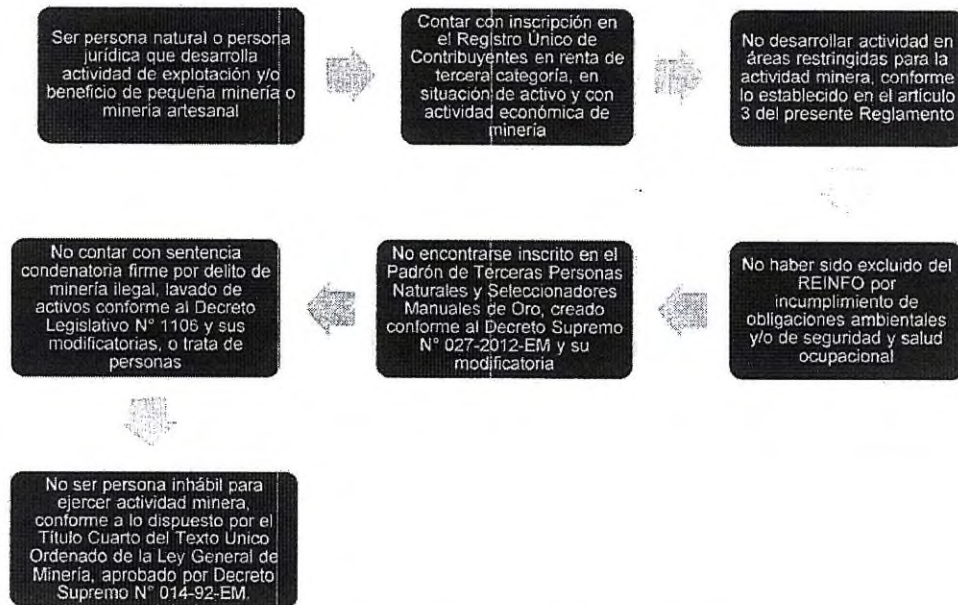 Ser persona natural o persona
jurídica que desarrolla
actividad de explotación y/o
beneficio de pequeña minería o
minería artesanal
Contar con inscripción en
el Registro Único de
Contribuyentes en renta de
tercera categoría, en
situación de activo y con
actividad económica de
minería
No desarrollar actividad en
áreas restringidas para la
actividad minera, conforme
lo establecido en el artículo
3 del presente Reglamento
No haber sido excluido del
REINFO por
incumplimiento de
obligaciones ambientales
y/o de seguridad y salud
ocupacional
No encontrarse inscrito en el
Padrón de Terceras Personas
Naturales y Seleccionadores
Manuales de Oro, creado
conforme al Decreto Supremo
N° 027-2012-EM y su
modificatoria
No contar con sentencia
condenatoria firme por delito de
minería ilegal, lavado de
activos conforme al Decreto
Legislativo N° 1106 y sus
modificatorias, o trata de
personas
No ser persona inhábil para
ejercer actividad minera,
conforme a lo dispuesto por el
Título Cuarto del Texto Unico
Ordenado de la Ley General de
Minería, aprobado por Decreto
Supremo N° 014-92-EM.